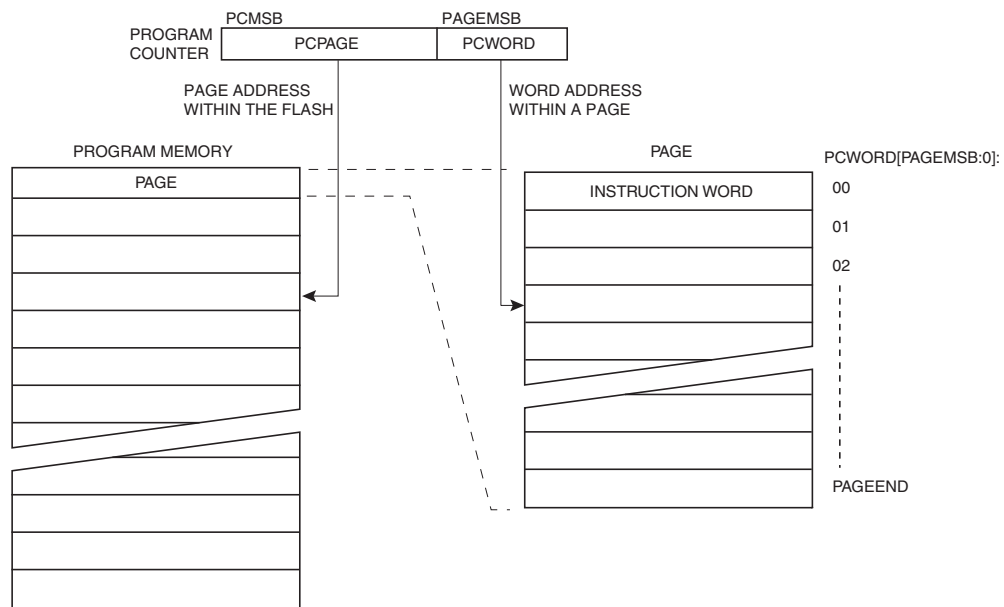 PCMSB
PAGEMSB
PROGRAM
COUNTER
PCPAGE
PCWORD
PAGE ADDRESS
WITHIN THE FLASH
WORD ADDRESS
WITHIN A PAGE
PROGRAM MEMORY
PAGE
PAGE
INSTRUCTION WORD
PCWORD[PAGEMSB:0]:
00
01
02
PAGEEND